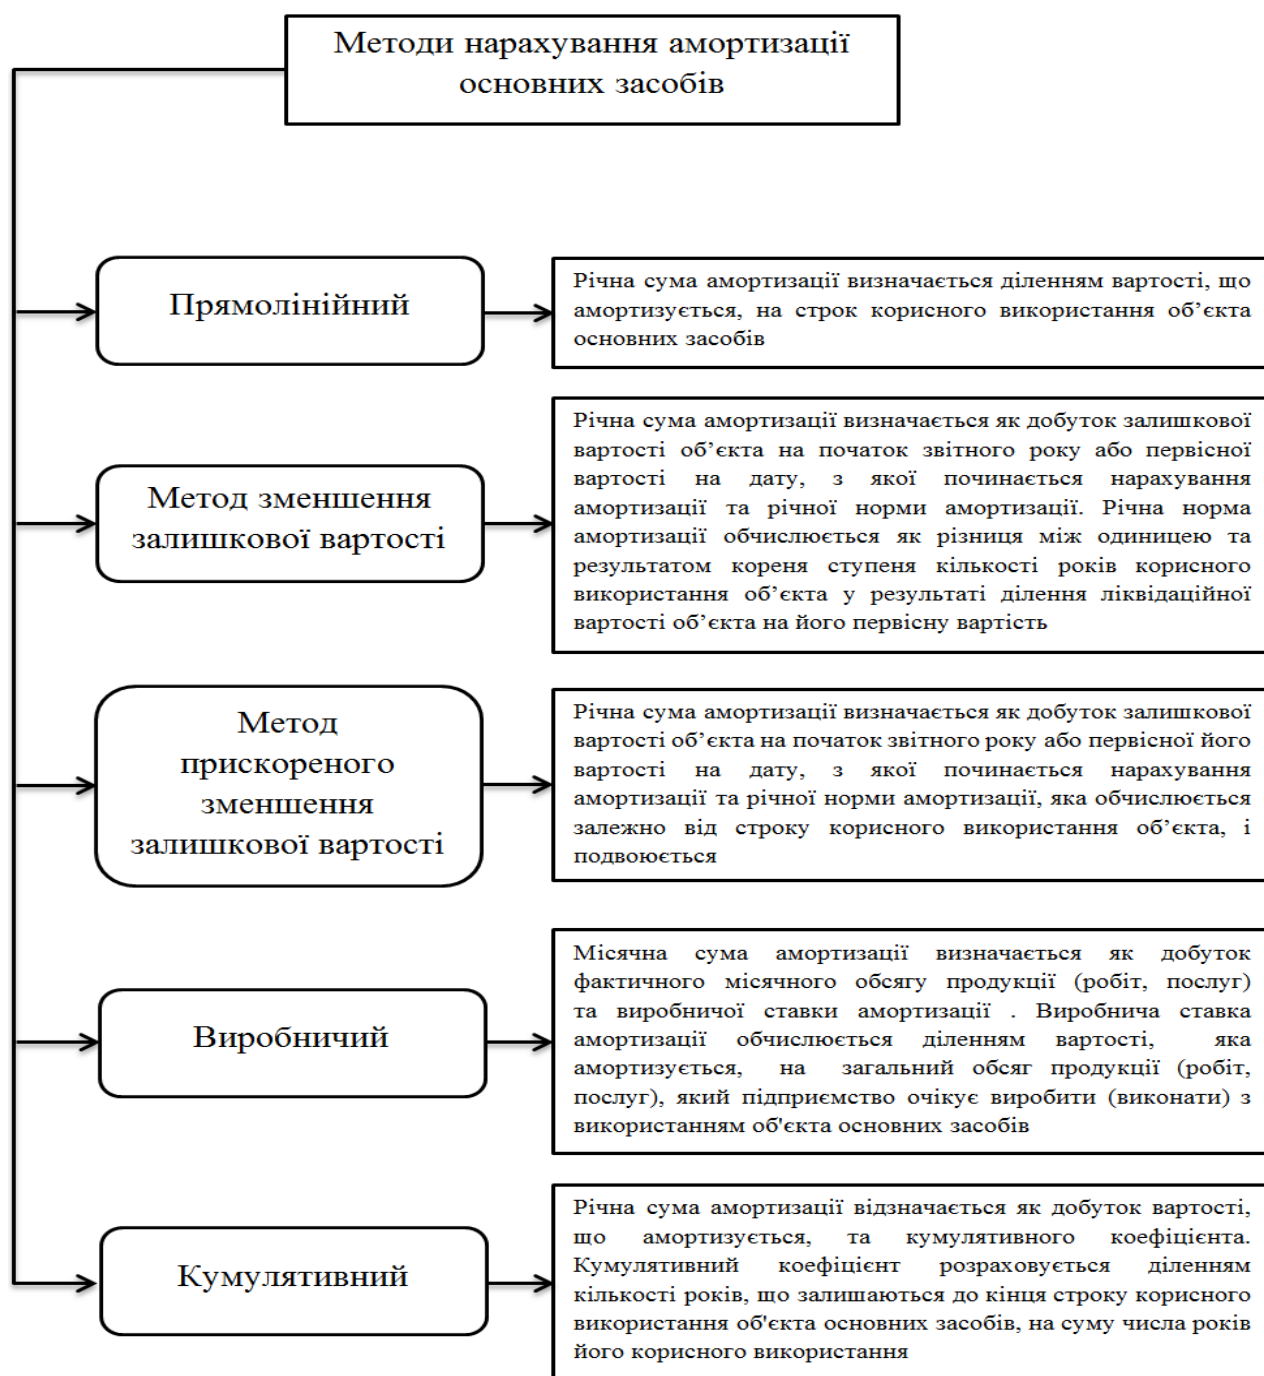 Методи нарахування амортизації
основних засобів
Прямолінійний
Річна сума амортизації визначається діленням вартості, що
амортизується, на строк корисного використання об’єкта
основних засобів
Метод зменшення
залишкової вартості
Річна сума амортизації визначається як добуток залишкової
вартості об’єкта на початок звітного року або первісної
вартості на дату, з якої починається нарахування
амортизації та річної норми амортизації. Річна норма
амортизації обчислюється як різниця між одиницею та
результатом кореня ступеня кількості років корисного
використання об’єкта у результаті ділення ліквідаційної
вартості об’єкта на його первісну вартість
Метод
прискореного
зменшення
залишкової вартості
Річна сума амортизації визначається як добуток залишкової
вартості об’єкта на початок звітного року або первісної його
вартості на дату, з якої починається нарахування
амортизації та річної норми амортизації, яка обчислюється
залежно від строку корисного використання об’єкта, і
подвоюється
Виробничий
Місячна сума амортизації визначається як добуток
фактичного місячного обсягу продукції (робіт, послуг)
та виробничої ставки амортизації . Виробнича ставка
амортизації обчислюється діленням вартості, яка
амортизується, на загальний обсяг продукції (робіт,
послуг), який підприємство очікує виробити (виконати) з
використанням об'єкта основних засобів
Кумулятивний
Річна сума амортизації відзначається як добуток вартості,
що амортизується, та кумулятивного коефіцієнта.
Кумулятивний коефіцієнт розраховується діленням
кількості років, що залишаються до кінця строку корисного
використання об'єкта основних засобів, на суму числа років
його корисного використання